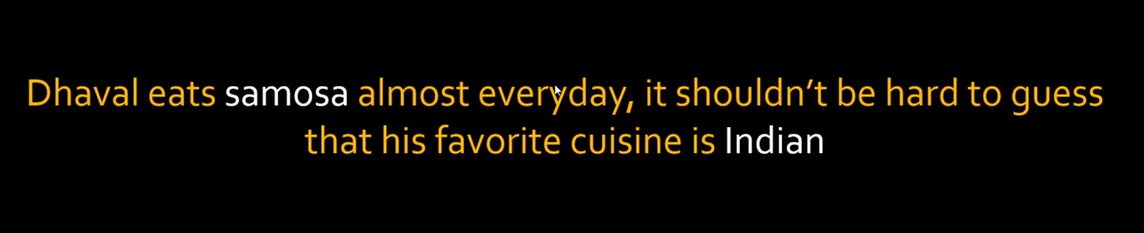 Dhaval eats samosa almost everyday, it shouldn't be hard to guess
that his favorite cuisine is Indian